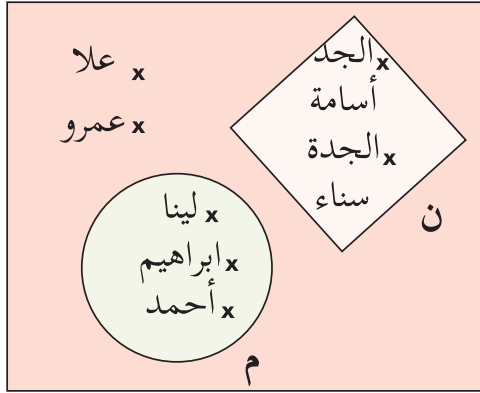 x الجد
أسامة
x الجدة
سناء
ن
x علا
x عمرو
x لينا
x ابراهيم
x أحمد
م